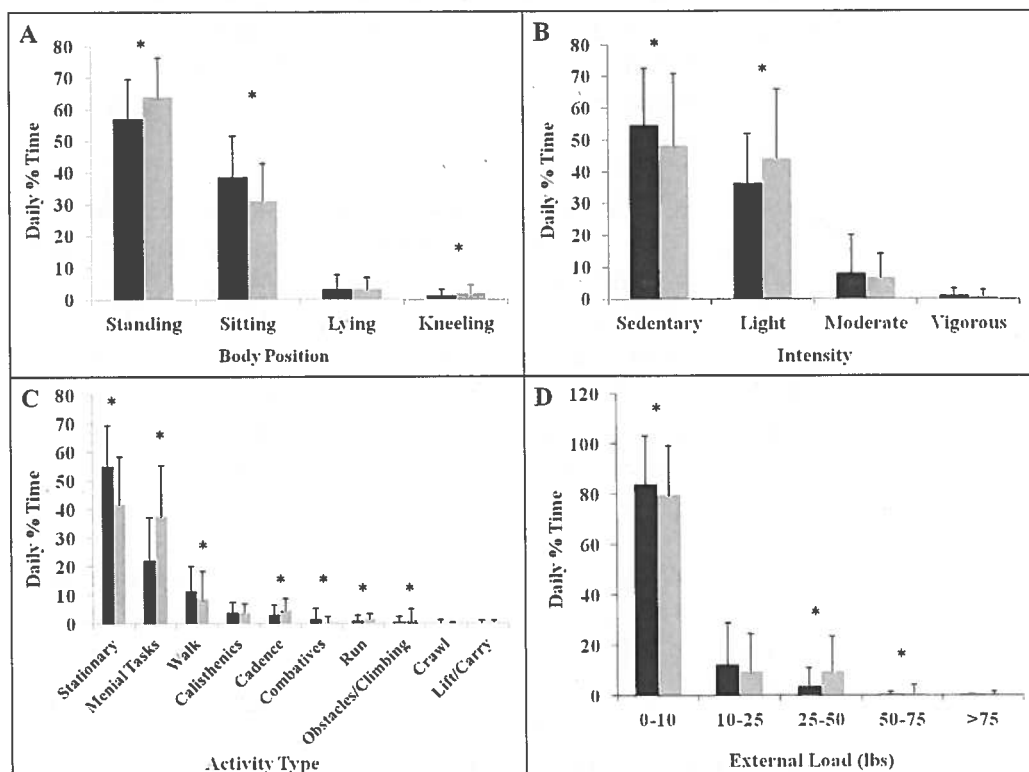 A
Daily % Time
80
70
60
50
40
30
20
10
0
*
*
*
Standing
Sitting
Lying
Kneeling
Body Position
B
Daily % Time
80
70
60
50
40
30
20
10
0
*
*
Sedentary
Light
Moderate
Vigorous
Intensity
C
Daily % Time
80
70
60
50
40
30
20
10
0
*
*
*
*
*
*
*
Stationary
Menial Tasks
Walk
Calisthenics
Cadence
Combatives
Run
Obstacles/Climbing
Crawl
Lift/Carry
Activity Type
D
Daily % Time
120
100
80
60
40
20
0
*
*
*
0-10
10-25
25-50
50-75
>75
External Load (lbs)